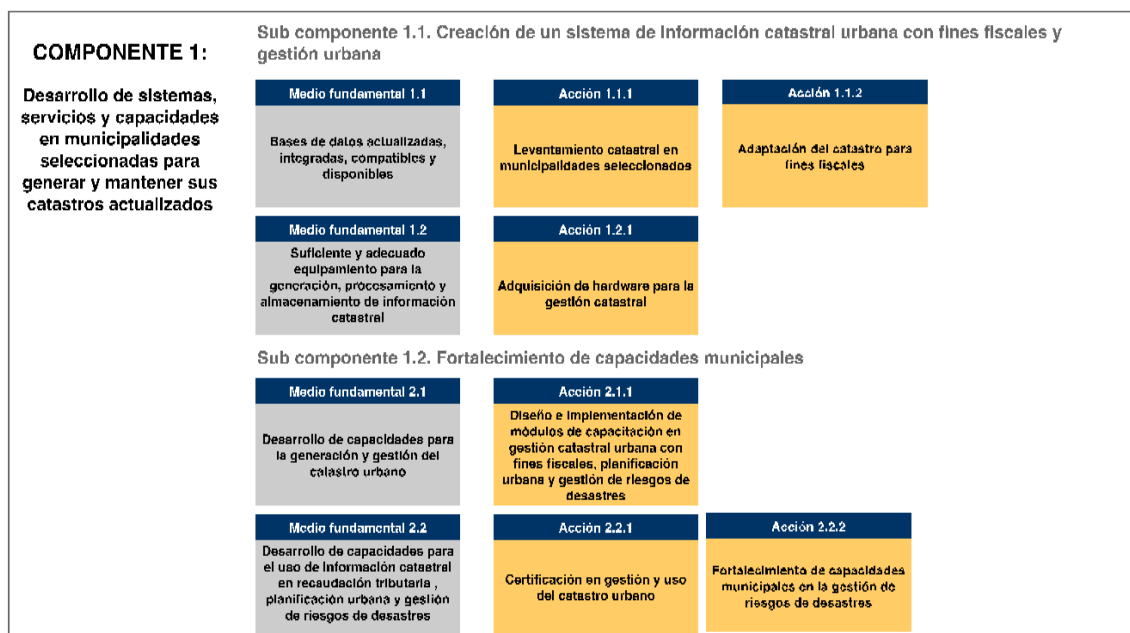 COMPONENTE 1:
Desarrollo de sistemas,
servicios y capacidades
en municipalidades
seleccionadas para
generar y mantener sus
catastros actualizados
Sub componente 1.1. Creación de un sistema de información catastral urbana con fines fiscales y
gestión urbana
Medio fundamental 1.1
Bases de datos actualizadas,
integradas, compatibles y
disponibles
Acción 1.1.1
Levantamiento catastral en
municipalidades seleccionados
Acción 1.1.2
Adaptación del catastro para
fines fiscales
Medio fundamental 1.2
Suficiente y adecuado
equipamiento para la
generación, procesamiento y
almacenamiento de información
catastral
Acción 1.2.1
Adquisición de hardware para la
gestión catastral
Sub componente 1.2. Fortalecimiento de capacidades municipales
Medio fundamental 2.1
Desarrollo de capacidades para
la generación y gestión del
catastro urbano
Acción 2.1.1
Diseño e implementación de
módulos de capacitación en
gestión catastral urbana con
fines fiscales, planificación
urbana y gestión de riesgos de
desastres
Medio fundamental 2.2
Desarrollo de capacidades para
el uso de información catastral
en recaudación tributaria ,
planificación urbana y gestión
de riesgos de desastres
Acción 2.2.1
Certificación en gestión y uso
del catastro urbano
Acción 2.2.2
Fortalecimiento de capacidades
municipales en la gestión de
riesgos de desastres